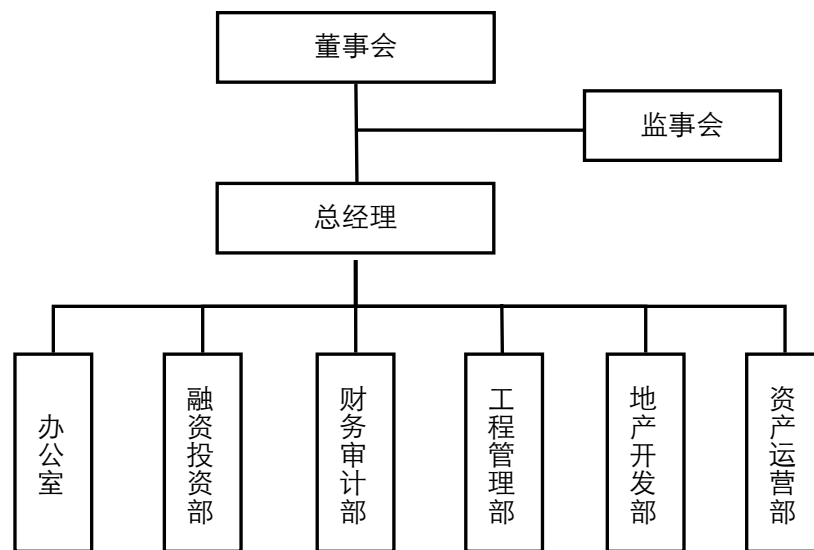 董事会
监事会
总经理
办公室
融资投资部
财务审计部
工程管理部
地产开发部
资产运营部